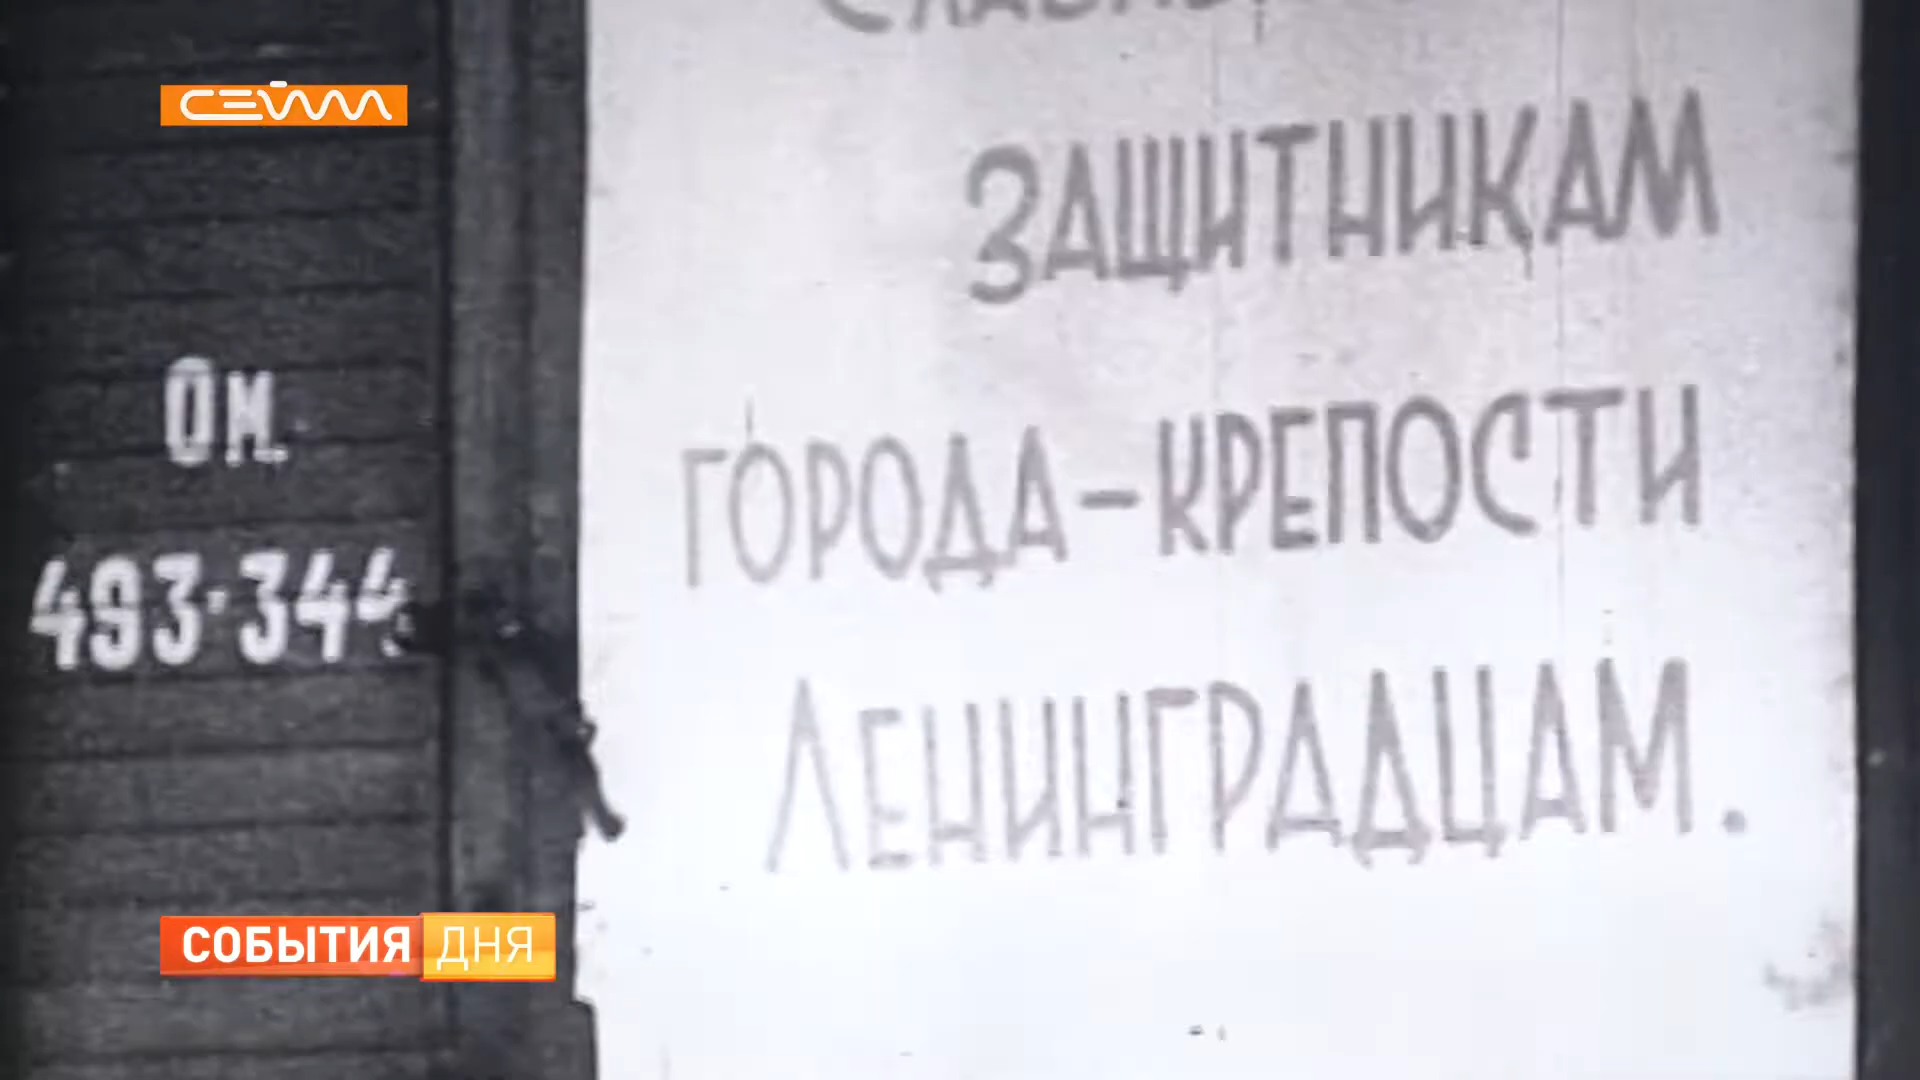 СЕЙМ
ЗАЩИТНИКАМ
ГОРОДА-КРЕПОСТИ
ЛЕНИНГРАДЦАМ.
Ом.
493-344
СОБЫТИЯ ДНЯ